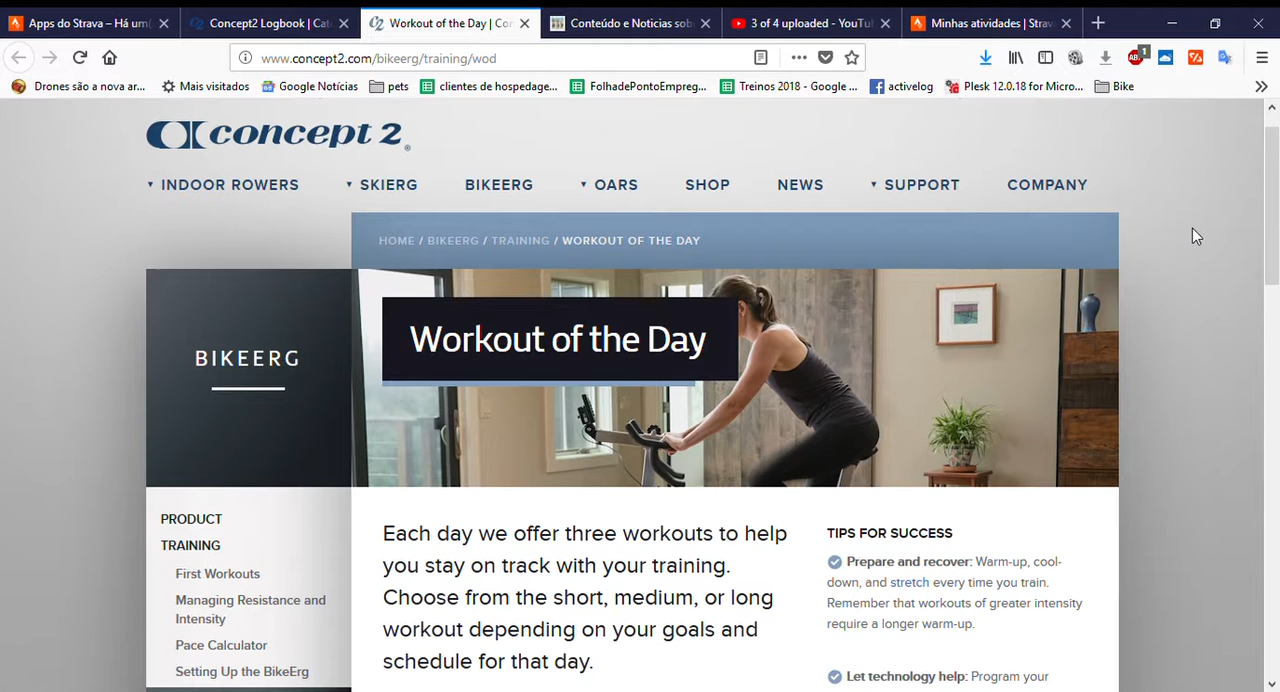 Apps do Strava – Há um(
Concept2 Logbook | Cat
Workout of the Day | Con
Conteúdo e Noticias sob
3 of 4 uploaded - YouTu
Minhas atividades | Strav
www.concept2.com/bikeerg/training/wod
1
Drones são a nova ar...
Mais visitados
Google Notícias
pets
clientes de hospedage...
FolhadePontoEmpreg...
Treinos 2018 - Google ...
activelog
Plesk 12.0.18 for Micro...
Bike
concept 2
INDOOR ROWERS
SKIERG
BIKEERG
OARS
SHOP
NEWS
SUPPORT
COMPANY
HOME / BIKEERG / TRAINING / WORKOUT OF THE DAY
BIKEERG
Workout of the Day
PRODUCT
TRAINING
First Workouts
Managing Resistance and
Intensity
Pace Calculator
Setting Up the BikeErg
Each day we offer three workouts to help
you stay on track with your training.
Choose from the short, medium, or long
workout depending on your goals and
schedule for that day.
TIPS FOR SUCCESS
Prepare and recover: Warm-up, cool-
down, and stretch every time you train.
Remember that workouts of greater intensity
require a longer warm-up.
Let technology help: Program your